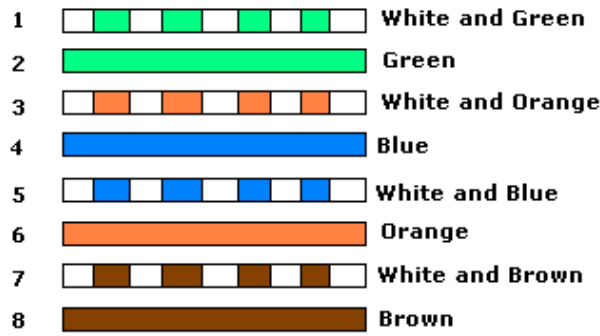 1 White and Green
2 Green
3 White and Orange
4 Blue
5 White and Blue
6 Orange
7 White and Brown
8 Brown